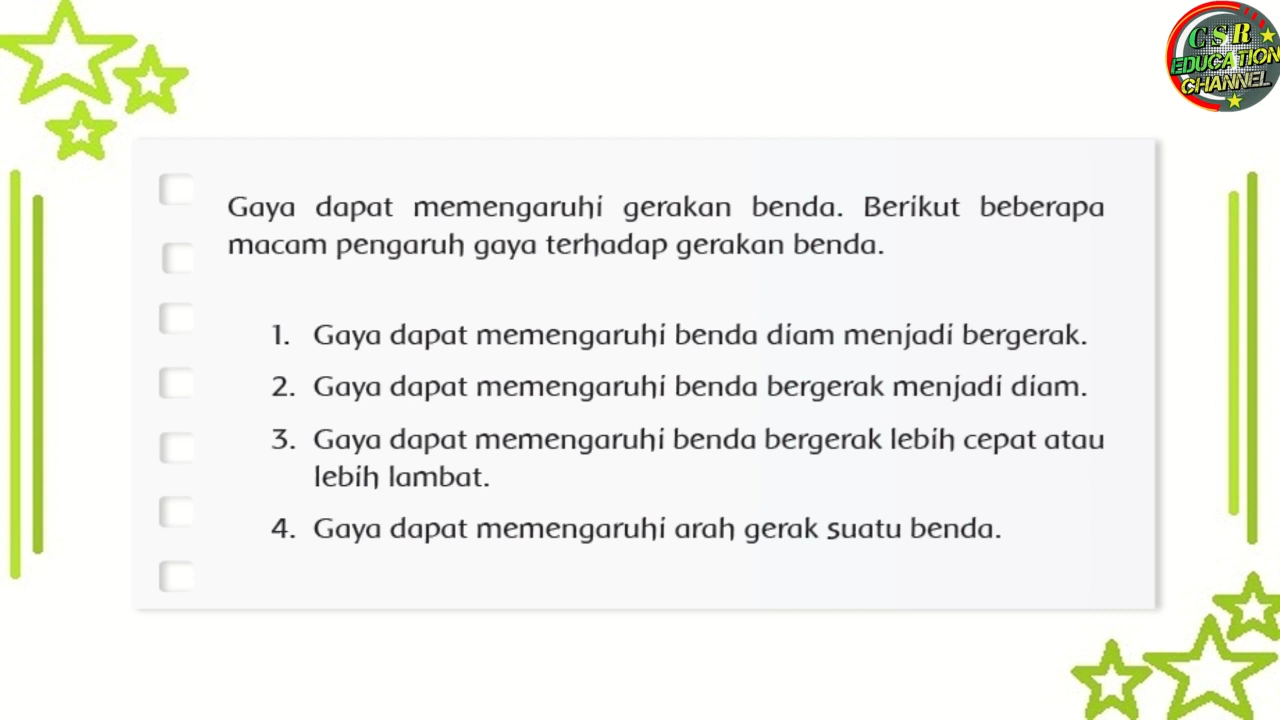 CSR
EDUCATION
CHANNEL
Gaya dapat memengaruhi gerakan benda. Berikut beberapa
macam pengaruh gaya terhadap gerakan benda.
1. Gaya dapat memengaruhi benda diam menjadi bergerak.
2. Gaya dapat memengaruhi benda bergerak menjadi diam.
3. Gaya dapat memengaruhi benda bergerak lebih cepat atau
lebih lambat.
4. Gaya dapat memengaruhi arah gerak suatu benda.